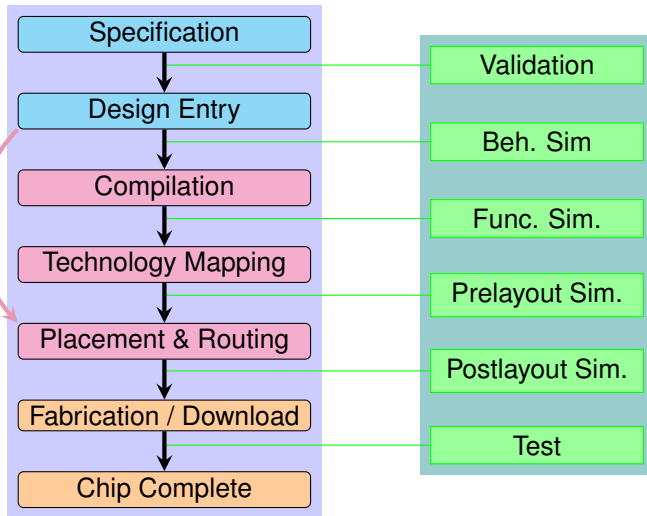 Specification
Validation
Design Entry
Beh. Sim
Compilation
Func. Sim.
Technology Mapping
Prelayout Sim.
Placement & Routing
Postlayout Sim.
Fabrication / Download
Test
Chip Complete